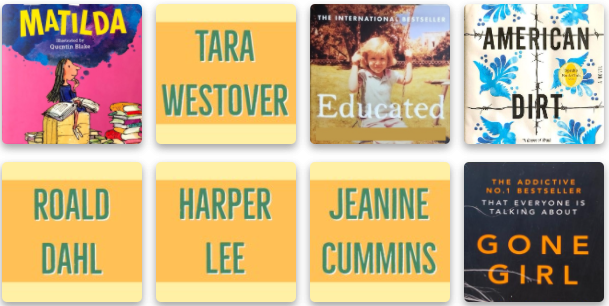 MATILDA
Illustrated by
Quentin Blake
TARA
WESTOVER
THE INTERNATIONAL BESTSELLER
Educated
AMERICAN
DIRT
ROALD
DAHL
HARPER
LEE
JEANINE
CUMMINS
THE ADDICTIVE
NO.1 BESTSELLER
THAT EVERYONE IS
TALKING ABOUT
GONE
GIRL